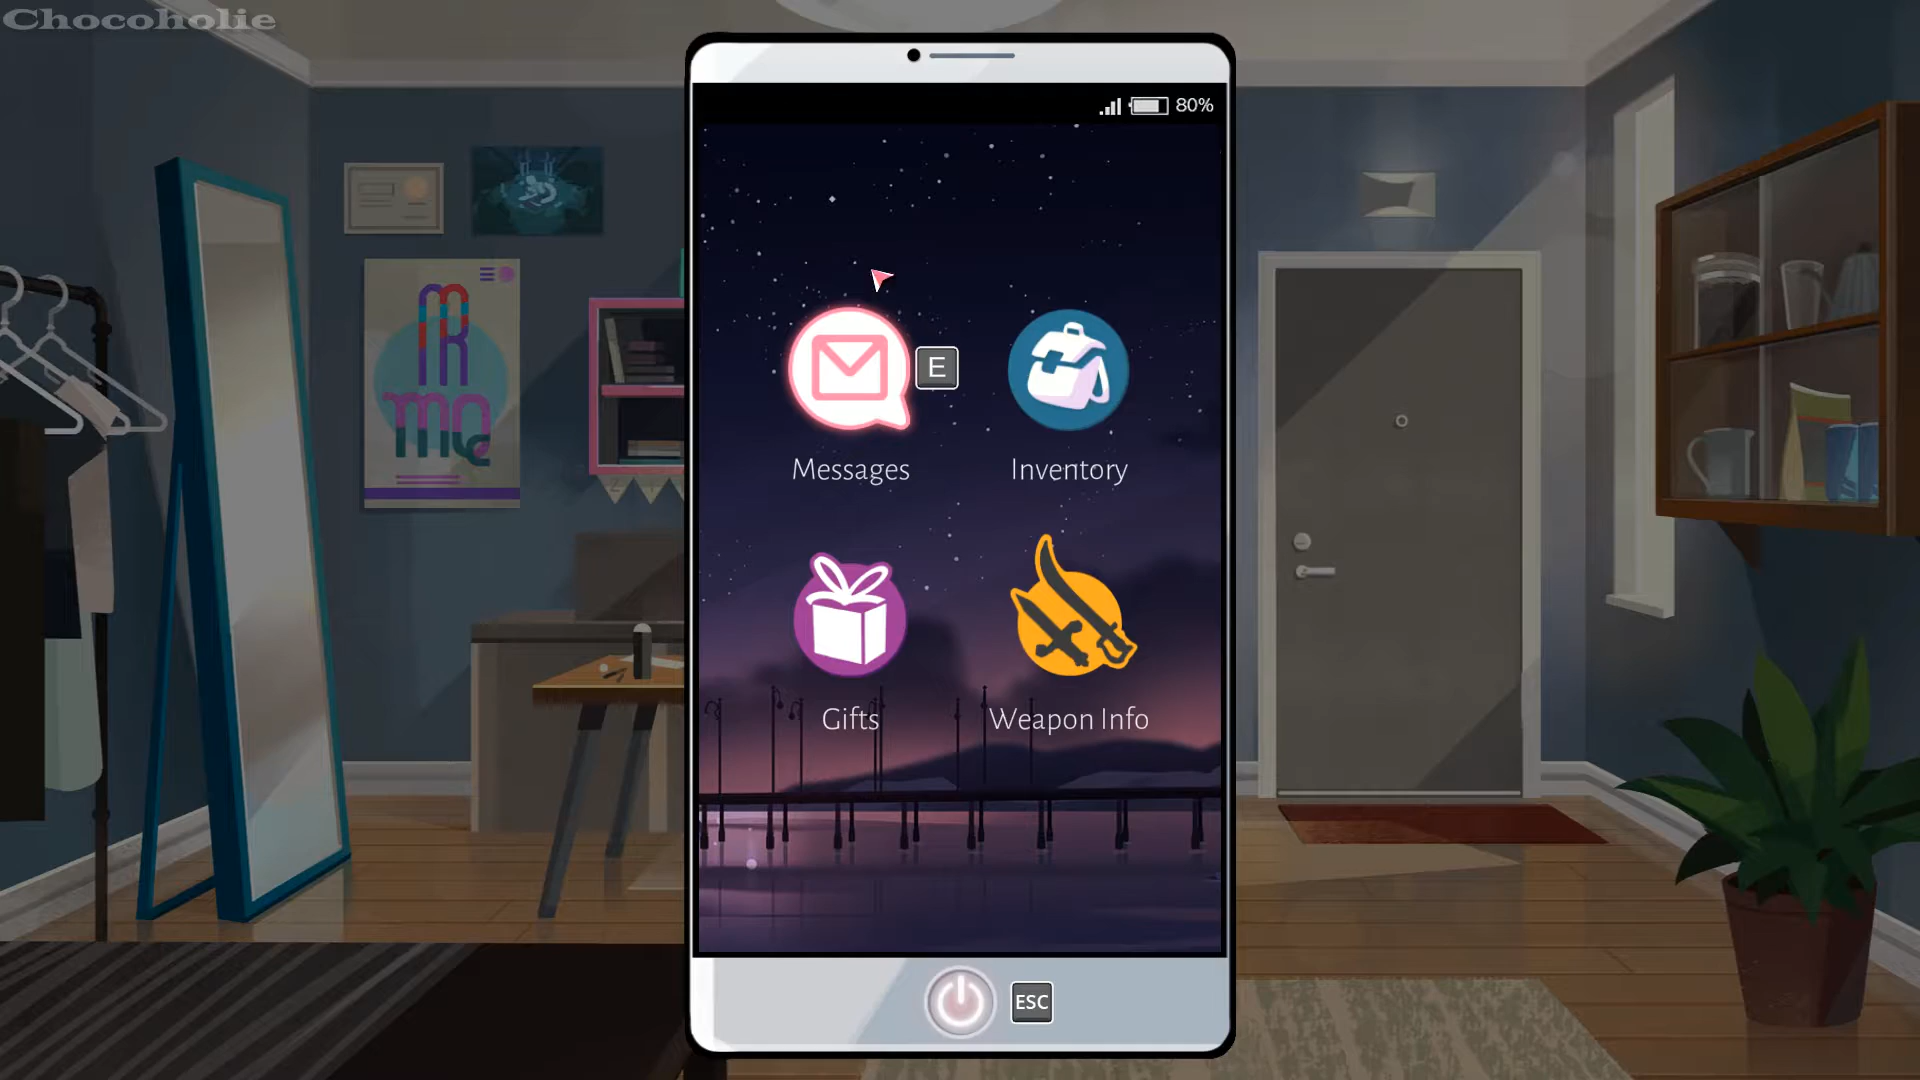 Chocoholie
80%
E
Messages
Inventory
Gifts
Weapon Info
ESC